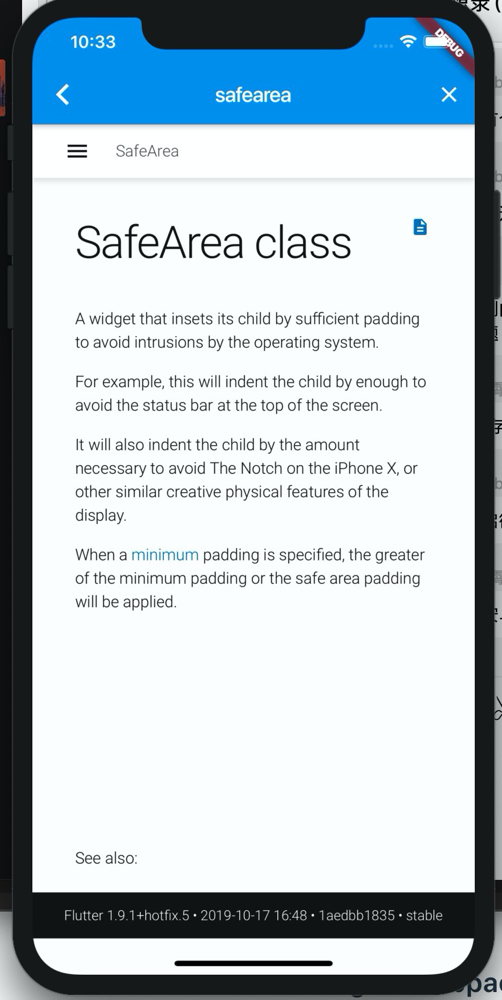 10:33
DEBUG
safearea
SafeArea
SafeArea class
A widget that insets its child by sufficient padding
to avoid intrusions by the operating system.
For example, this will indent the child by enough to
avoid the status bar at the top of the screen.
It will also indent the child by the amount
necessary to avoid The Notch on the iPhone X, or
other similar creative physical features of the
display.
When a minimum padding is specified, the greater
of the minimum padding or the safe area padding
will be applied.
See also:
Flutter 1.9.1+hotfix.5 • 2019-10-17 16:48 • 1aedbb1835 • stable